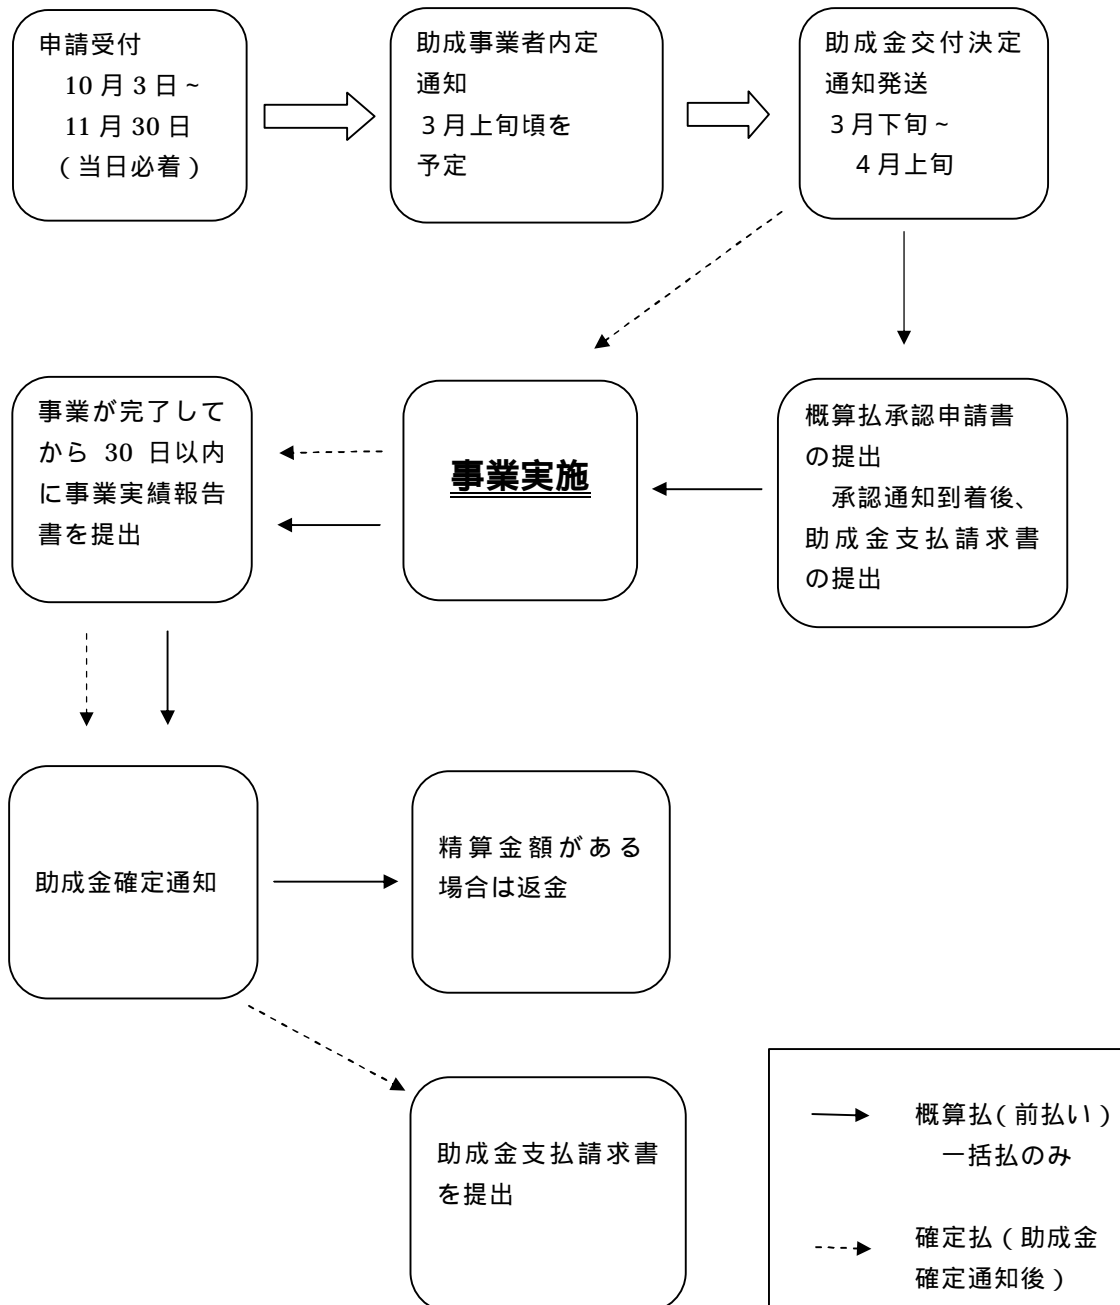 申請受付
10月3日~
11月30日
(当日必着)
助成事業者内定
通知
3月上旬頃を
予定
助成金交付決定
通知発送
3月下旬~
4月上旬
事業が完了して
から 30 日以内
に事業実績報告
書を提出
事業実施
概算払承認申請書
の提出
承認通知到着後、
助成金支払請求書
の提出
助成金確定通知
精算金額がある
場合は返金
助成金支払請求書
を提出
概算払(前払い)
一括払のみ
確定払(助成金
確定通知後)